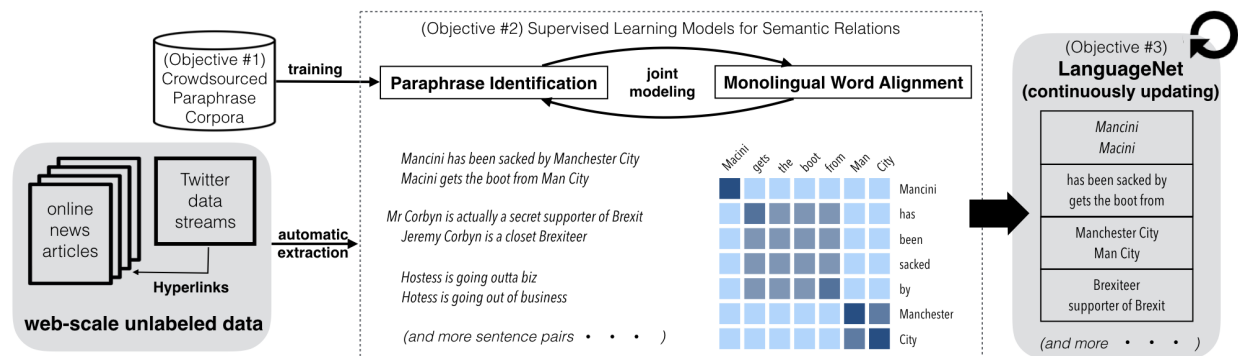 (Objective #1)
Crowdsourced
Paraphrase
Corpora
training
online
news
articles
Twitter
data
streams
Hyperlinks
web-scale unlabeled data
automatic
extraction
(Objective #2) Supervised Learning Models for Semantic Relations
Paraphrase Identification
joint
modeling
Monolingual Word Alignment
Mancini has been sacked by Manchester City
Macini gets the boot from Man City
Mr Corbyn is actually a secret supporter of Brexit
Jeremy Corbyn is a closet Brexiteer
Hostess is going outta biz
Hotess is going out of business
(and more sentence pairs • • • )
Macini
gets
the
boot
from
Man
City
Mancini
has
been
sacked
by
Manchester
City
(Objective #3)
LanguageNet
(continuously updating)
Mancini
Macini
has been sacked by
gets the boot from
Manchester City
Man City
Brexiteer
supporter of Brexit
(and more • • • )